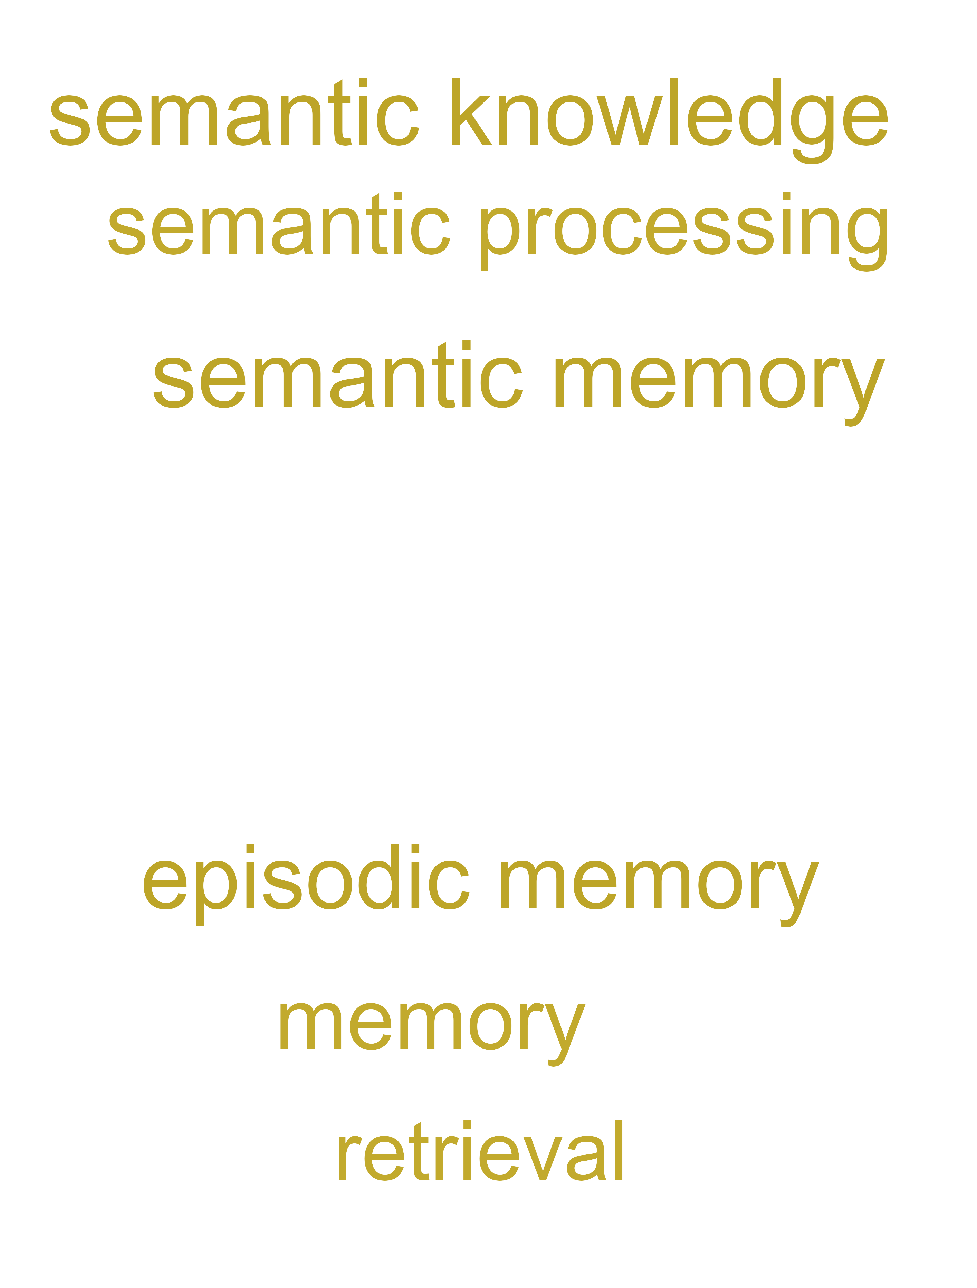 semantic knowledge
semantic processing
semantic memory
episodic memory
memory
retrieval